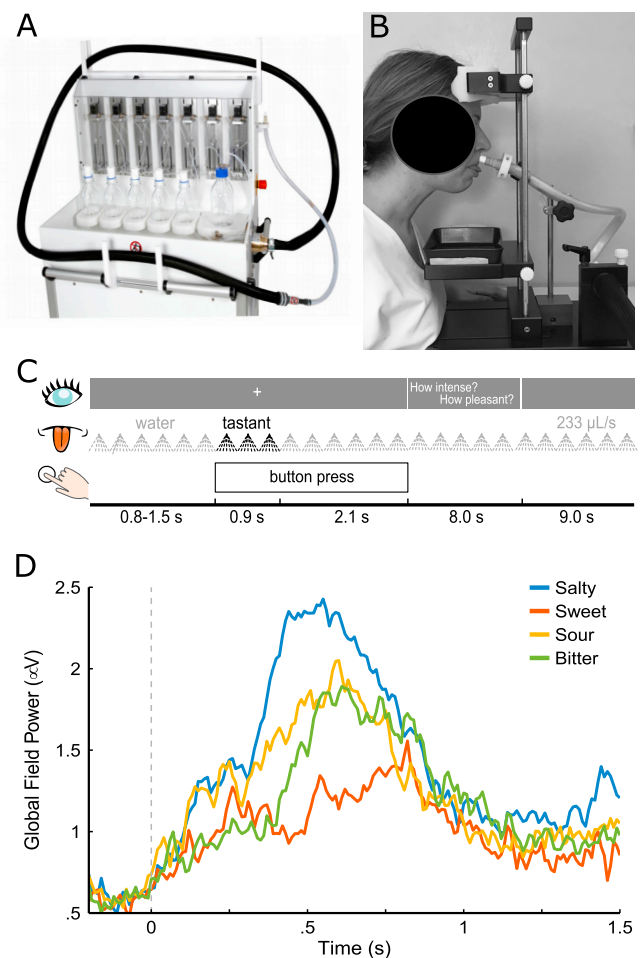 A
B
C
+
How intense?
How pleasant?
water
tastant
233 µL/s
button press
0.8-1.5 s
0.9 s
2.1 s
8.0 s
9.0 s
D
2.5
2
1.5
1
.5
Global Field Power (∝V)
Salty
Sweet
Sour
Bitter
0
.5
1
1.5
Time (s)